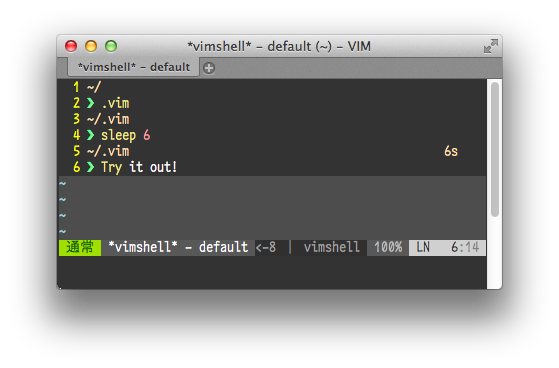 *vimshell* – default (~) – VIM
*vimshell* – default
1 ~/
2 ❯ .vim
3 ~/.vim
4 ❯ sleep 6
5 ~/.vim 6s
6 ❯ Try it out!
~
~
~
~
通常 *vimshell* – default <-8 | vimshell 100% LN 6:14